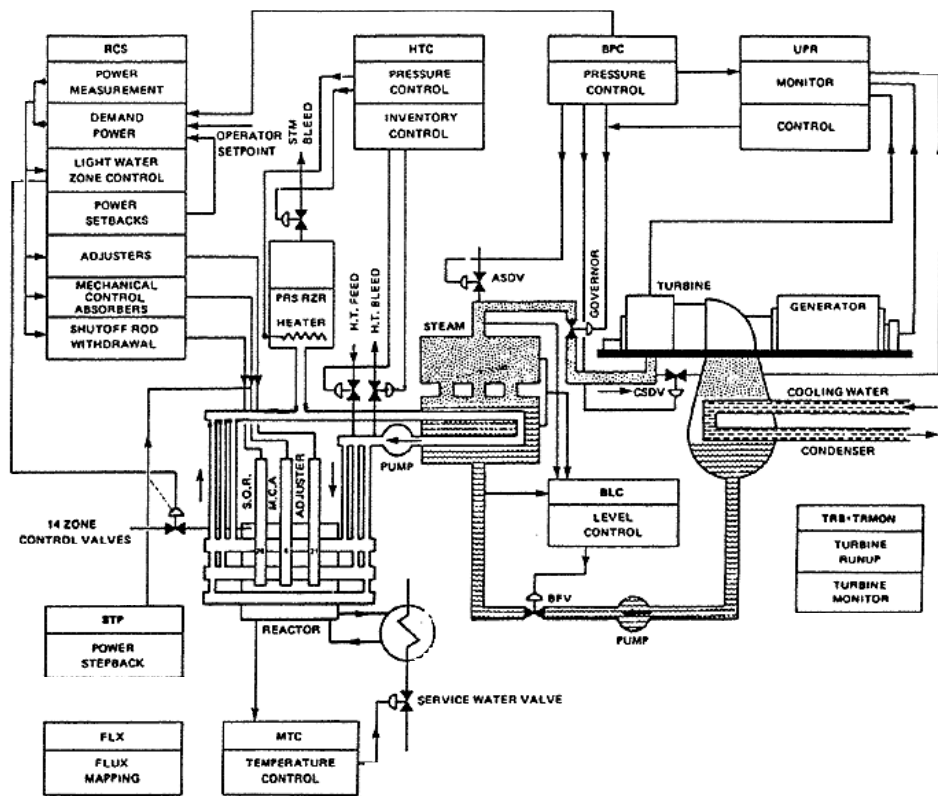 RCS
POWER
MEASUREMENT
DEMAND
POWER
LIGHT WATER
ZONE CONTROL
POWER
SETBACKS
ADJUSTERS
MECHANICAL
CONTROL
ABSORBERS
SHUTOFF ROD
WITHDRAWAL
OPERATOR
SETPOINT
STM
BLEED
HTC
PRESSURE
CONTROL
INVENTORY
CONTROL
BPC
PRESSURE
CONTROL
UPR
MONITOR
CONTROL
PRS RZR
HEATER
H.T. FEED
H.T. BLEED
ASDV
STEAM
GOVERNOR
TURBINE
GENERATOR
CSDV
COOLING WATER
CONDENSER
PUMP
S.O.R.
M.C.A
ADJUSTER
28
4
21
14 ZONE
CONTROL VALVES
BLC
LEVEL
CONTROL
BFV
PUMP
TRB+TRMON
TURBINE
RUNUP
TURBINE
MONITOR
STP
POWER
STEPBACK
REACTOR
SERVICE WATER VALVE
FLX
FLUX
MAPPING
MTC
TEMPERATURE
CONTROL